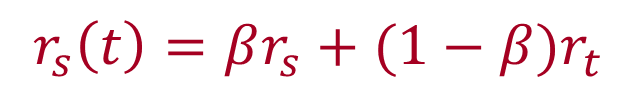 r_s(t) = βr_s + (1 − β)r_t